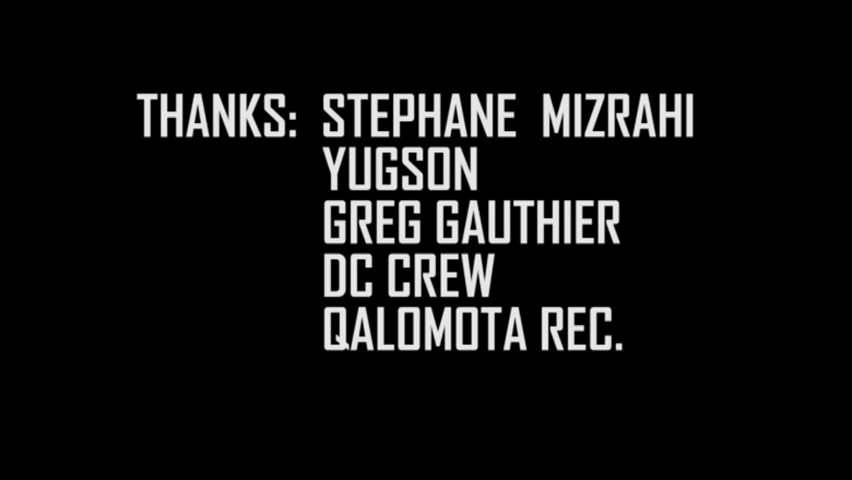 THANKS: STEPHANE MIZRAHI
YUGSON
GREG GAUTHIER
DC CREW
QALOMOTA REC.